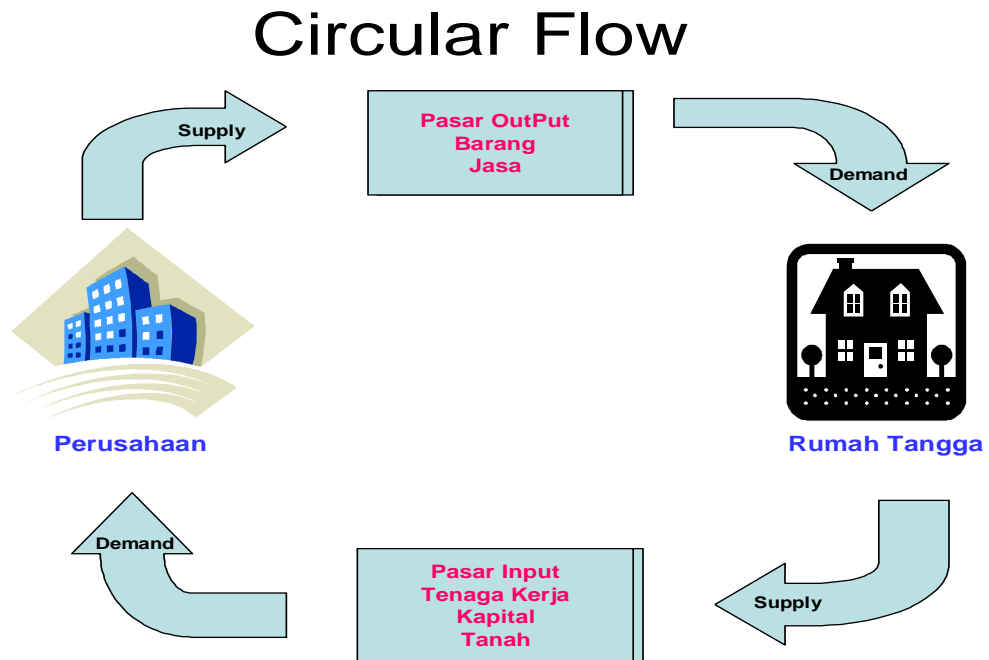 Circular Flow
Supply
Pasar OutPut
Barang
Jasa
Demand
Perusahaan
Rumah Tangga
Demand
Pasar Input
Tenaga Kerja
Kapital
Tanah
Supply